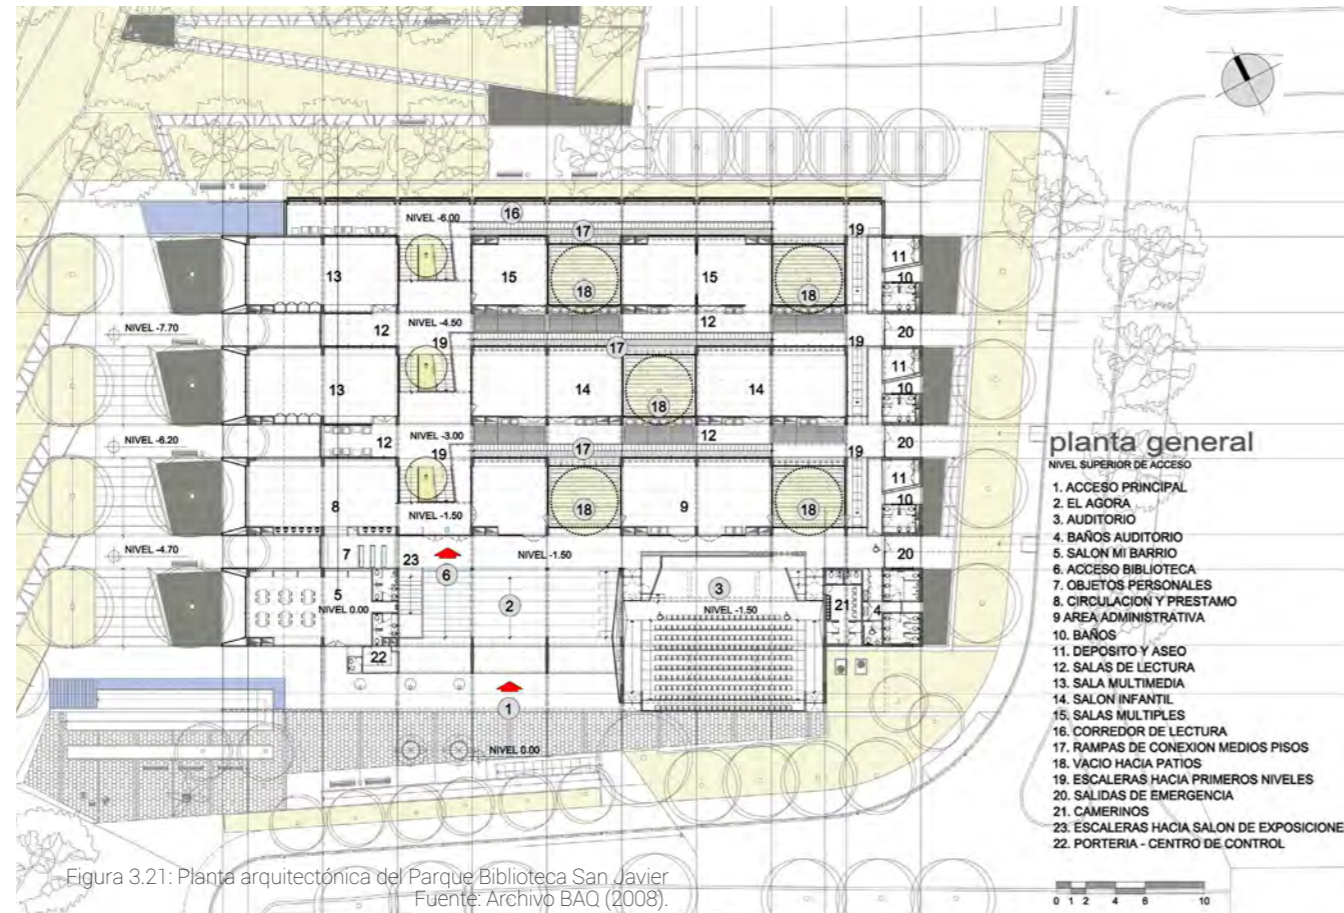 NIVEL -6.00
16
17
19
13
15
18
15
18
11
10
NIVEL -7.70
12
NIVEL -4.50
12
20
19
17
19
13
14
18
14
11
10
NIVEL -6.20
12
NIVEL -3.00
12
20
19
17
19
8
18
9
18
11
10
NIVEL -1.50
NIVEL -4.70
7
23
6
NIVEL -1.50
20
5
NIVEL 0.00
2
3
NIVEL -1.50
21
4
22
1
NIVEL 0.00
planta general
NIVEL SUPERIOR DE ACCESO
1. ACCESO PRINCIPAL
2. EL AGORA
3. AUDITORIO
4. BAÑOS AUDITORIO
5. SALON MI BARRIO
6. ACCESO BIBLIOTECA
7. OBJETOS PERSONALES
8. CIRCULACION Y PRESTAMO
9 AREA ADMINISTRATIVA
10. BAÑOS
11. DEPOSITO Y ASEO
12. SALAS DE LECTURA
13. SALA MULTIMEDIA
14. SALON INFANTIL
15. SALAS MULTIPLES
16. CORREDOR DE LECTURA
17. RAMPAS DE CONEXION MEDIOS PISOS
18. VACIO HACIA PATIOS
19. ESCALERAS HACIA PRIMEROS NIVELES
20. SALIDAS DE EMERGENCIA
21. CAMERINOS
23. ESCALERAS HACIA SALON DE EXPOSICIONE
22. PORTERIA - CENTRO DE CONTROL
0 1 2 4 6 10
Figura 3.21: Planta arquitectónica del Parque Biblioteca San Javier
Fuente: Archivo BAQ (2008).